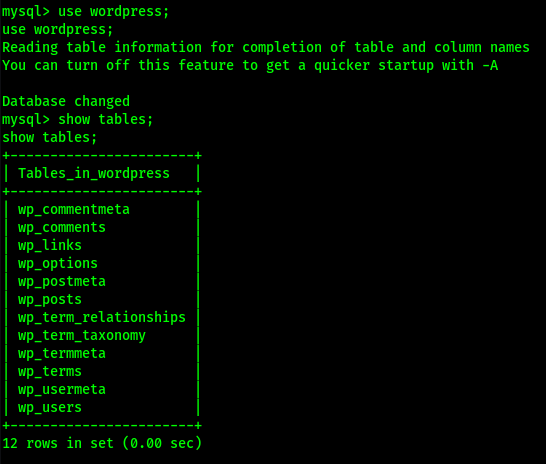 mysql> use wordpress;
use wordpress;
Reading table information for completion of table and column names
You can turn off this feature to get a quicker startup with -A

Database changed
mysql> show tables;
show tables;
+-----------------------+
| Tables_in_wordpress   |
+-----------------------+
| wp_commentmeta        |
| wp_comments           |
| wp_links              |
| wp_options            |
| wp_postmeta           |
| wp_posts              |
| wp_term_relationships |
| wp_term_taxonomy      |
| wp_termmeta           |
| wp_terms              |
| wp_usermeta           |
| wp_users              |
+-----------------------+
12 rows in set (0.00 sec)